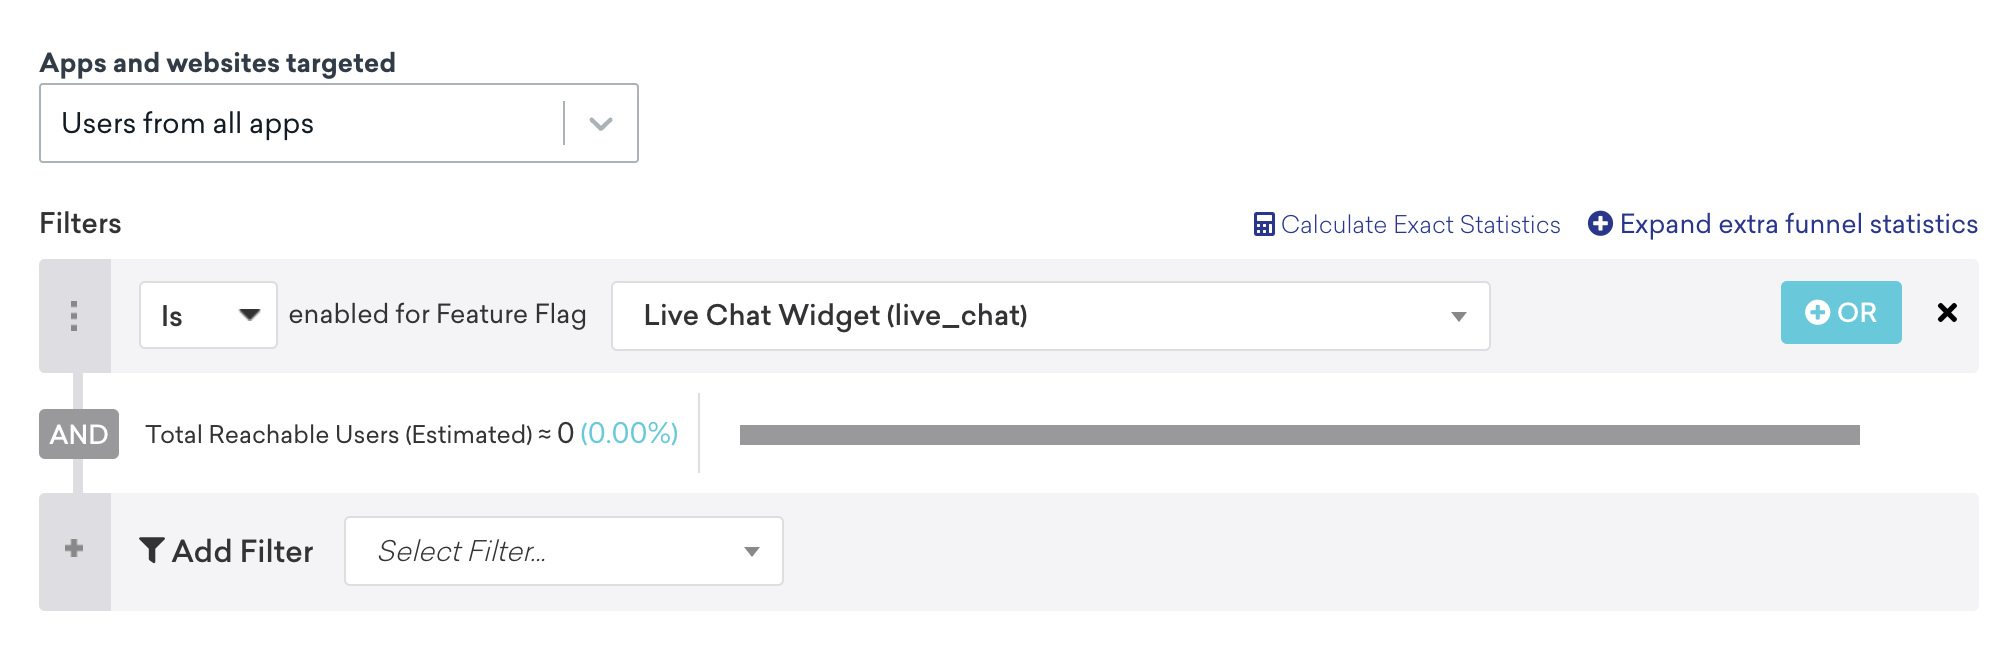 Apps and websites targeted
Users from all apps
Filters
Calculate Exact Statistics
Expand extra funnel statistics
Is
enabled for Feature Flag
Live Chat Widget (live_chat)
OR
AND
Total Reachable Users (Estimated) ≈ 0 (0.00%)
Add Filter
Select Filter...